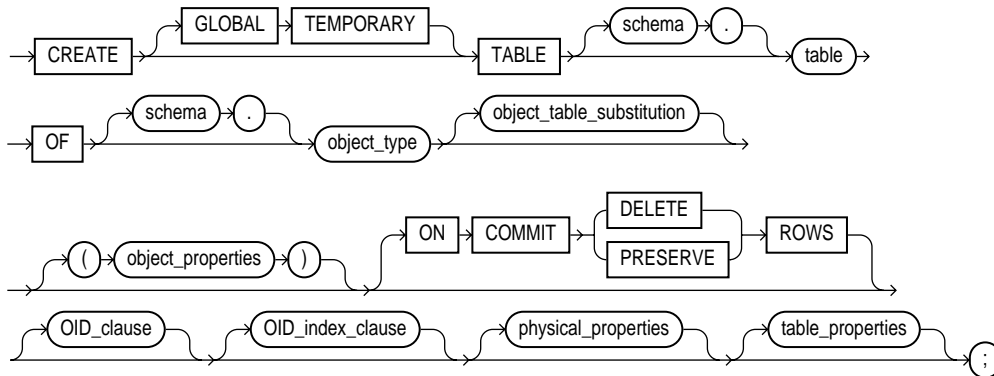 CREATE GLOBAL TEMPORARY TABLE schema . table
OF schema . object_type object_table_substitution
( object_properties ) ON COMMIT DELETE PRESERVE ROWS
OID_clause OID_index_clause physical_properties table_properties ;